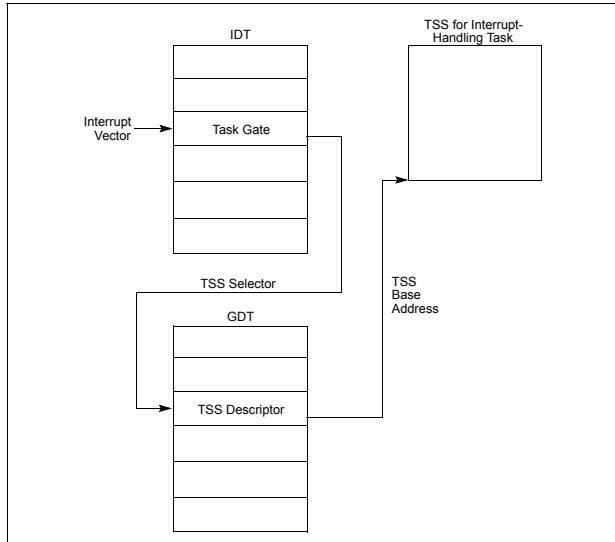 IDT
TSS for Interrupt-
Handling Task
Interrupt
Vector
Task Gate
TSS Selector
TSS
Base
Address
GDT
TSS Descriptor